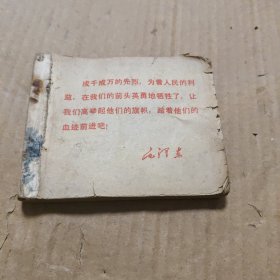 成千成万的先烈，为着人民的利
益，在我们的前头英勇地牺牲了，让
我们高举起他们的旗帜，踏着他们的
血迹前进吧！
毛泽东